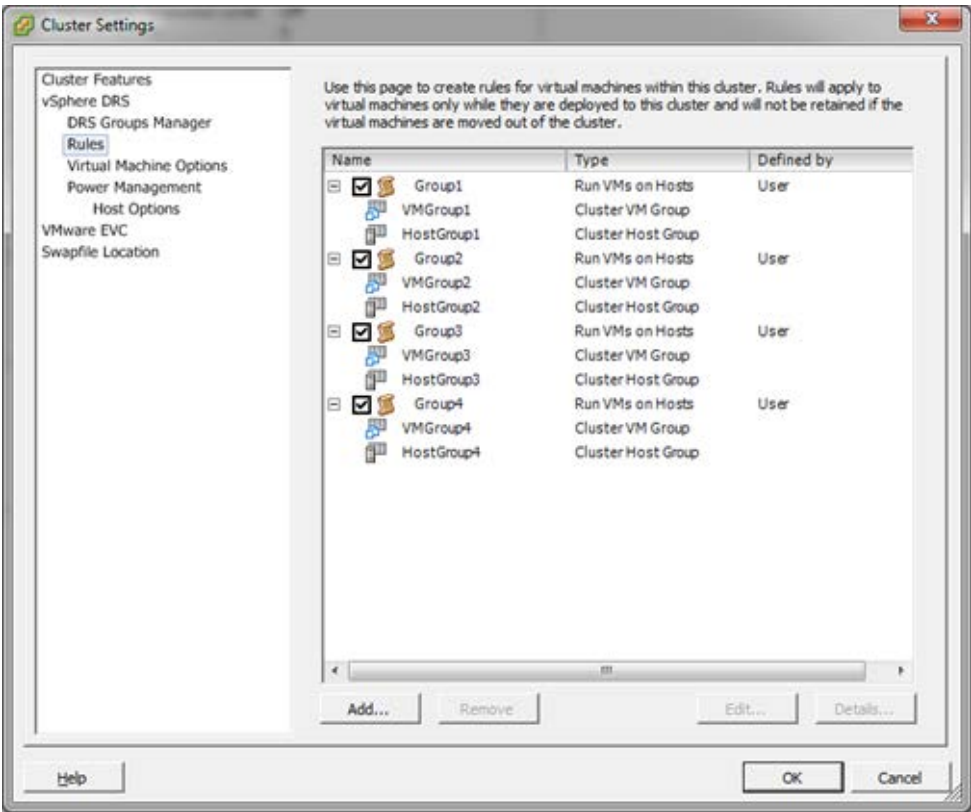 Cluster Settings
Cluster Features
vSphere DRS
DRS Groups Manager
Rules
Virtual Machine Options
Power Management
Host Options
VMware EVC
Swapfile Location
Use this page to create rules for virtual machines within this cluster. Rules will apply to
virtual machines only while they are deployed to this cluster and will not be retained if the
virtual machines are moved out of the cluster.
Name Type Defined by
Group1 Run VMs on Hosts User
VMGroup1 Cluster VM Group
HostGroup1 Cluster Host Group
Group2 Run VMs on Hosts User
VMGroup2 Cluster VM Group
HostGroup2 Cluster Host Group
Group3 Run VMs on Hosts User
VMGroup3 Cluster VM Group
HostGroup3 Cluster Host Group
Group4 Run VMs on Hosts User
VMGroup4 Cluster VM Group
HostGroup4 Cluster Host Group
Add... Remove Edit... Details...
Help OK Cancel